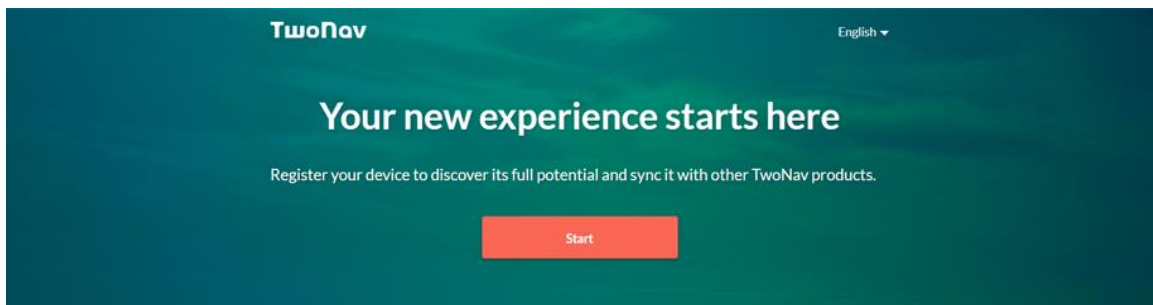 TwoNav
English
Your new experience starts here
Register your device to discover its full potential and sync it with other TwoNav products.
Start